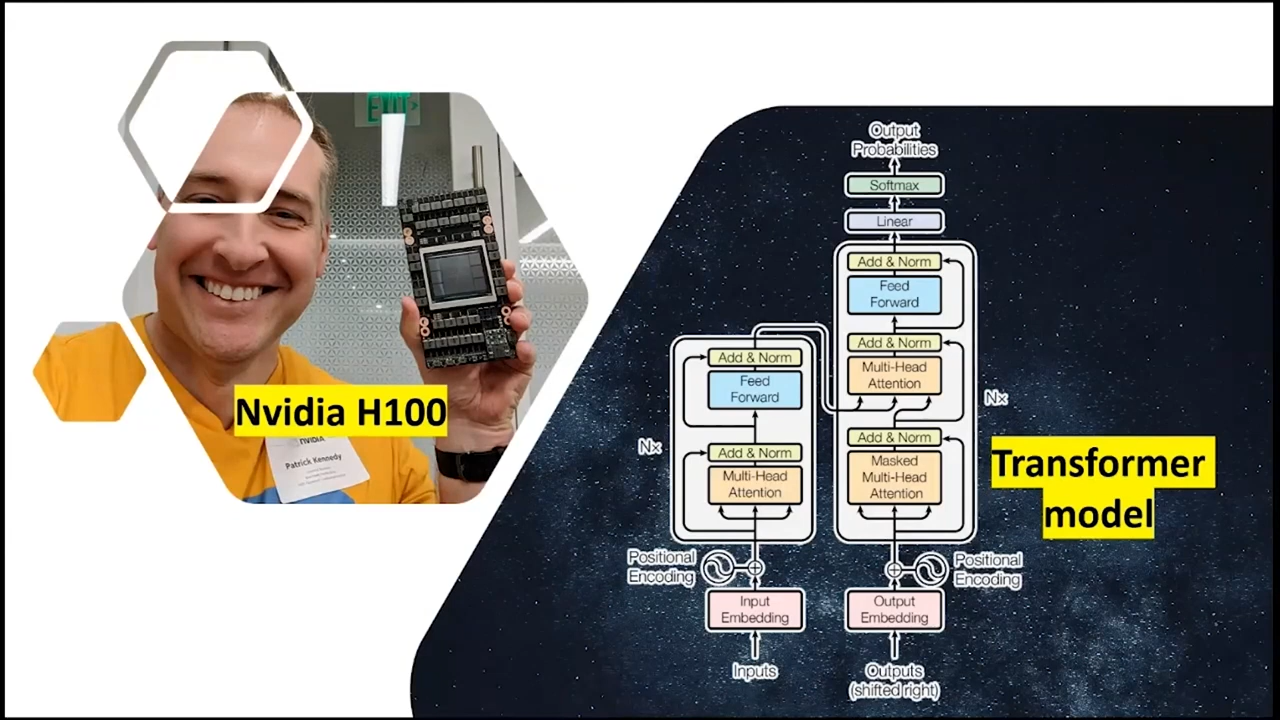 EXIT
Nvidia H100
NVIDIA
Patrick Kennedy
Output
Probabilities
Softmax
Linear
Add & Norm
Feed
Forward
Add & Norm
Multi-Head
Attention
Add & Norm
Masked
Multi-Head
Attention
Nx
Positional
Encoding
Output
Embedding
Outputs
(shifted right)
Add & Norm
Feed
Forward
Add & Norm
Multi-Head
Attention
Nx
Positional
Encoding
Input
Embedding
Inputs
Transformer
model